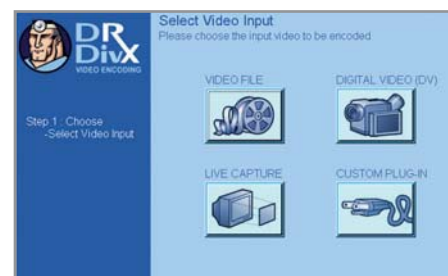 DR
DivX
VIDEO ENCODING
Step 1 : Choose
-Select Video Input
Select Video Input
Please choose the input video to be encoded.
VIDEO FILE
DIGITAL VIDEO (DV)
LIVE CAPTURE
CUSTOM PLUG-IN